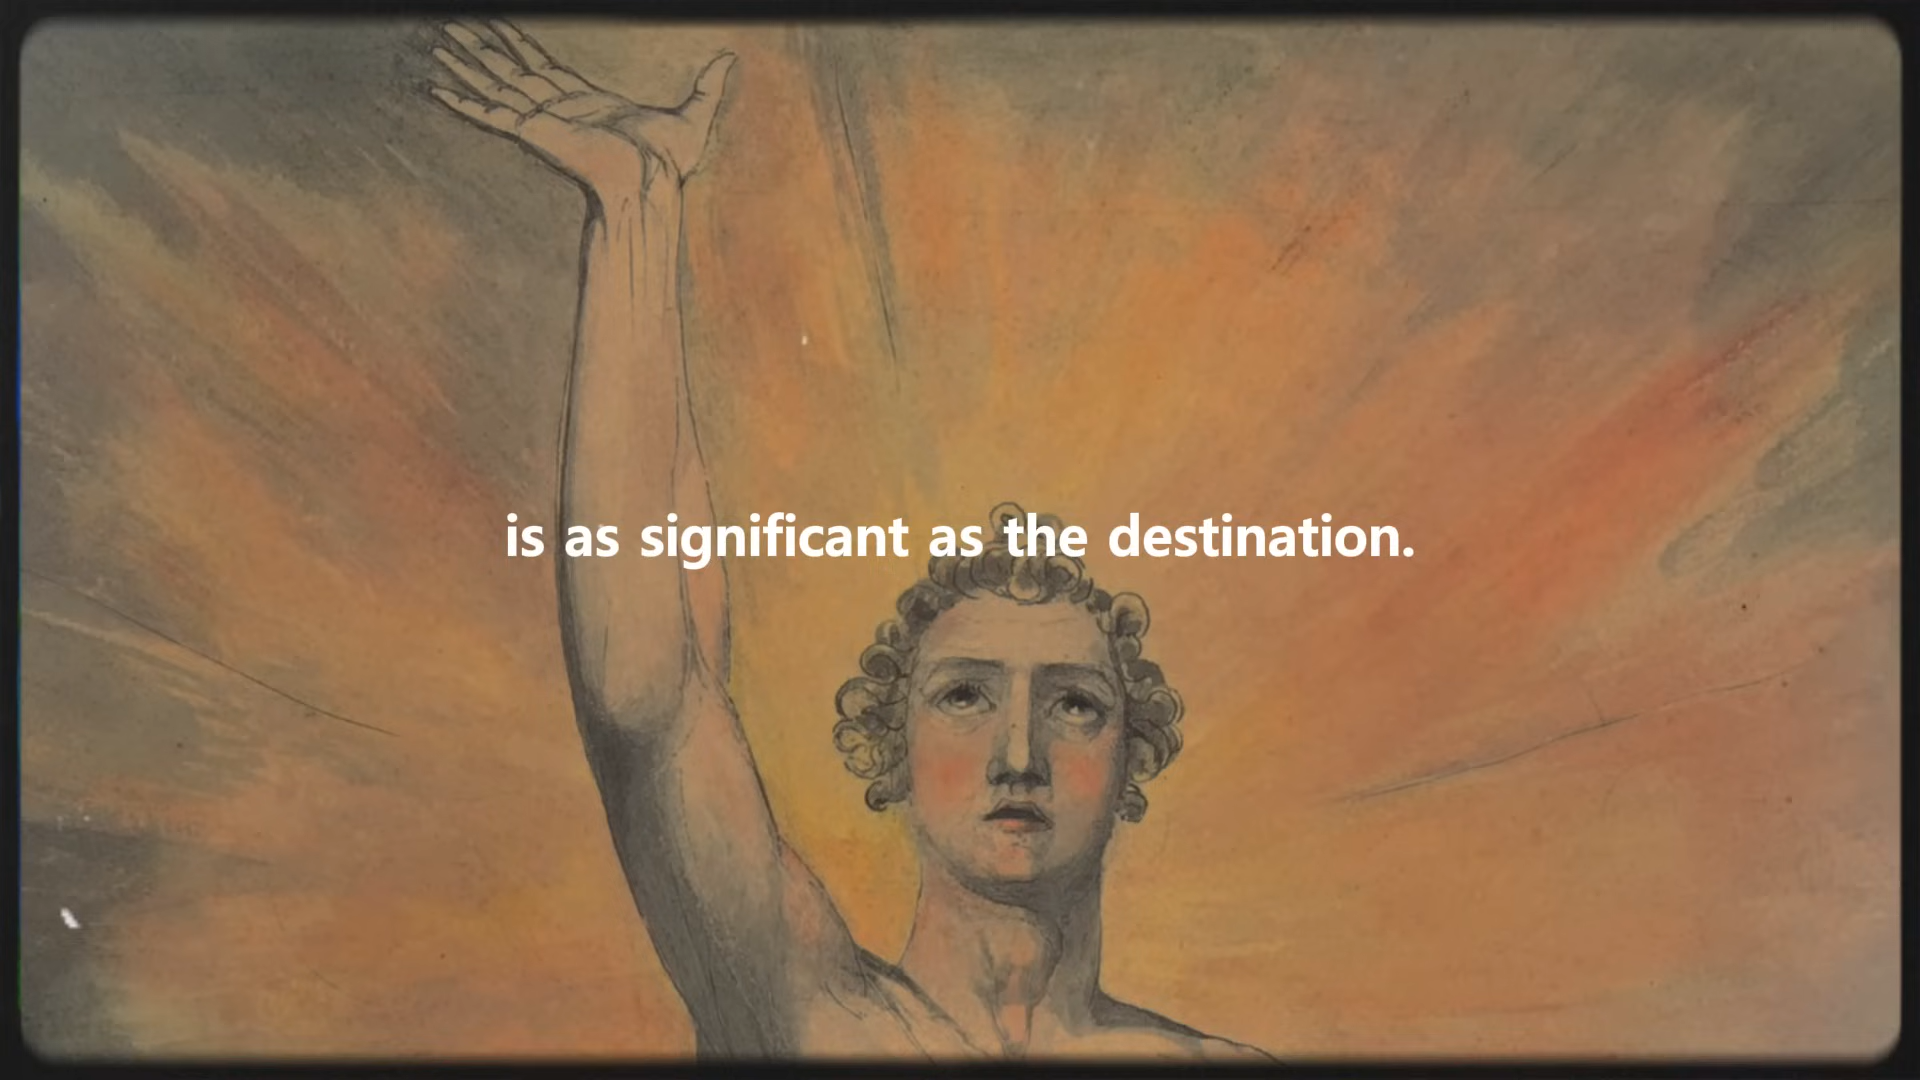 is as significant as the destination.